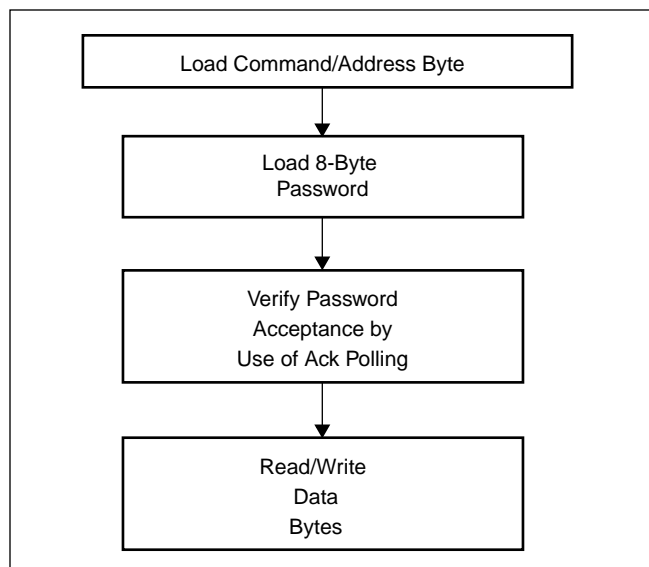 Load Command/Address Byte
Load 8-Byte
Password
Verify Password
Acceptance by
Use of Ack Polling
Read/Write
Data
Bytes